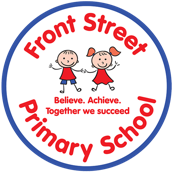 Front Street
Believe. Achieve.
Together we succeed
Primary School